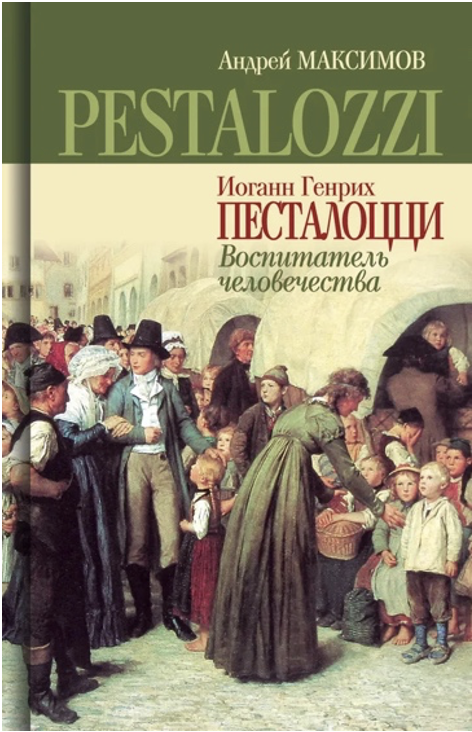 Андрей МАКСИМОВ
PESTALOZZI
Иоганн Генрих
ПЕСТАЛОЦЦИ
Воспитатель
человечества